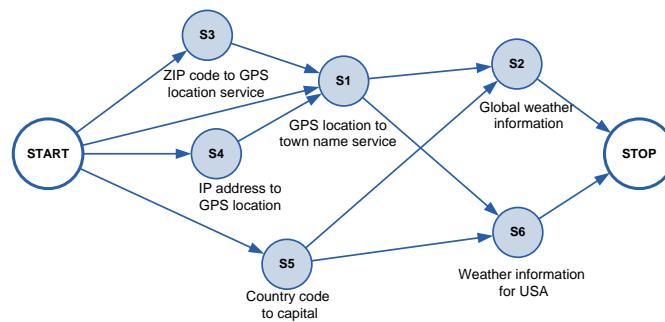 S3
ZIP code to GPS
location service
S1
GPS location to
town name service
S2
Global weather
information
START
S4
IP address to
GPS location
STOP
S5
Country code
to capital
S6
Weather information
for USA